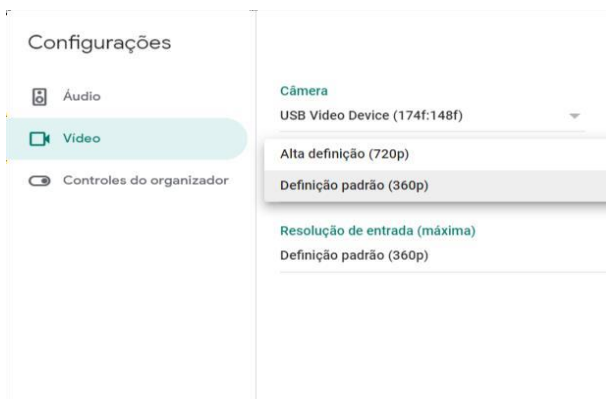 Configurações
Áudio
Vídeo
Controles do organizador
Câmera
USB Video Device (174f:148f)
Alta definição (720p)
Definição padrão (360p)
Resolução de entrada (máxima)
Definição padrão (360p)